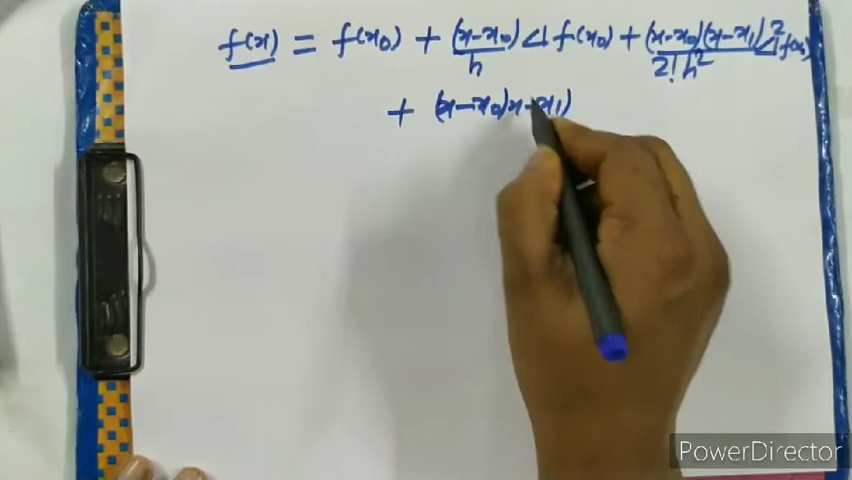 f(x) = f(x₀) + (x-x₀)/h Δf(x₀) + (x-x₀)(x-x₁)/2! h² Δ²f(x₀)
+ (x-x₀)x-x₁)
PowerDirector